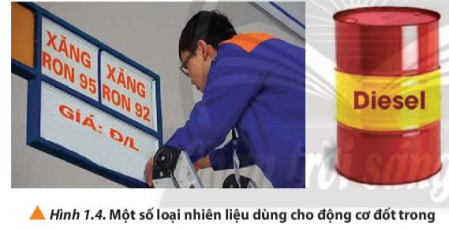 XĂNG
RON 95
XĂNG
RON 92
GIÁ: Đ/L
Diesel
▲ Hình 1.4. Một số loại nhiên liệu dùng cho động cơ đốt trong